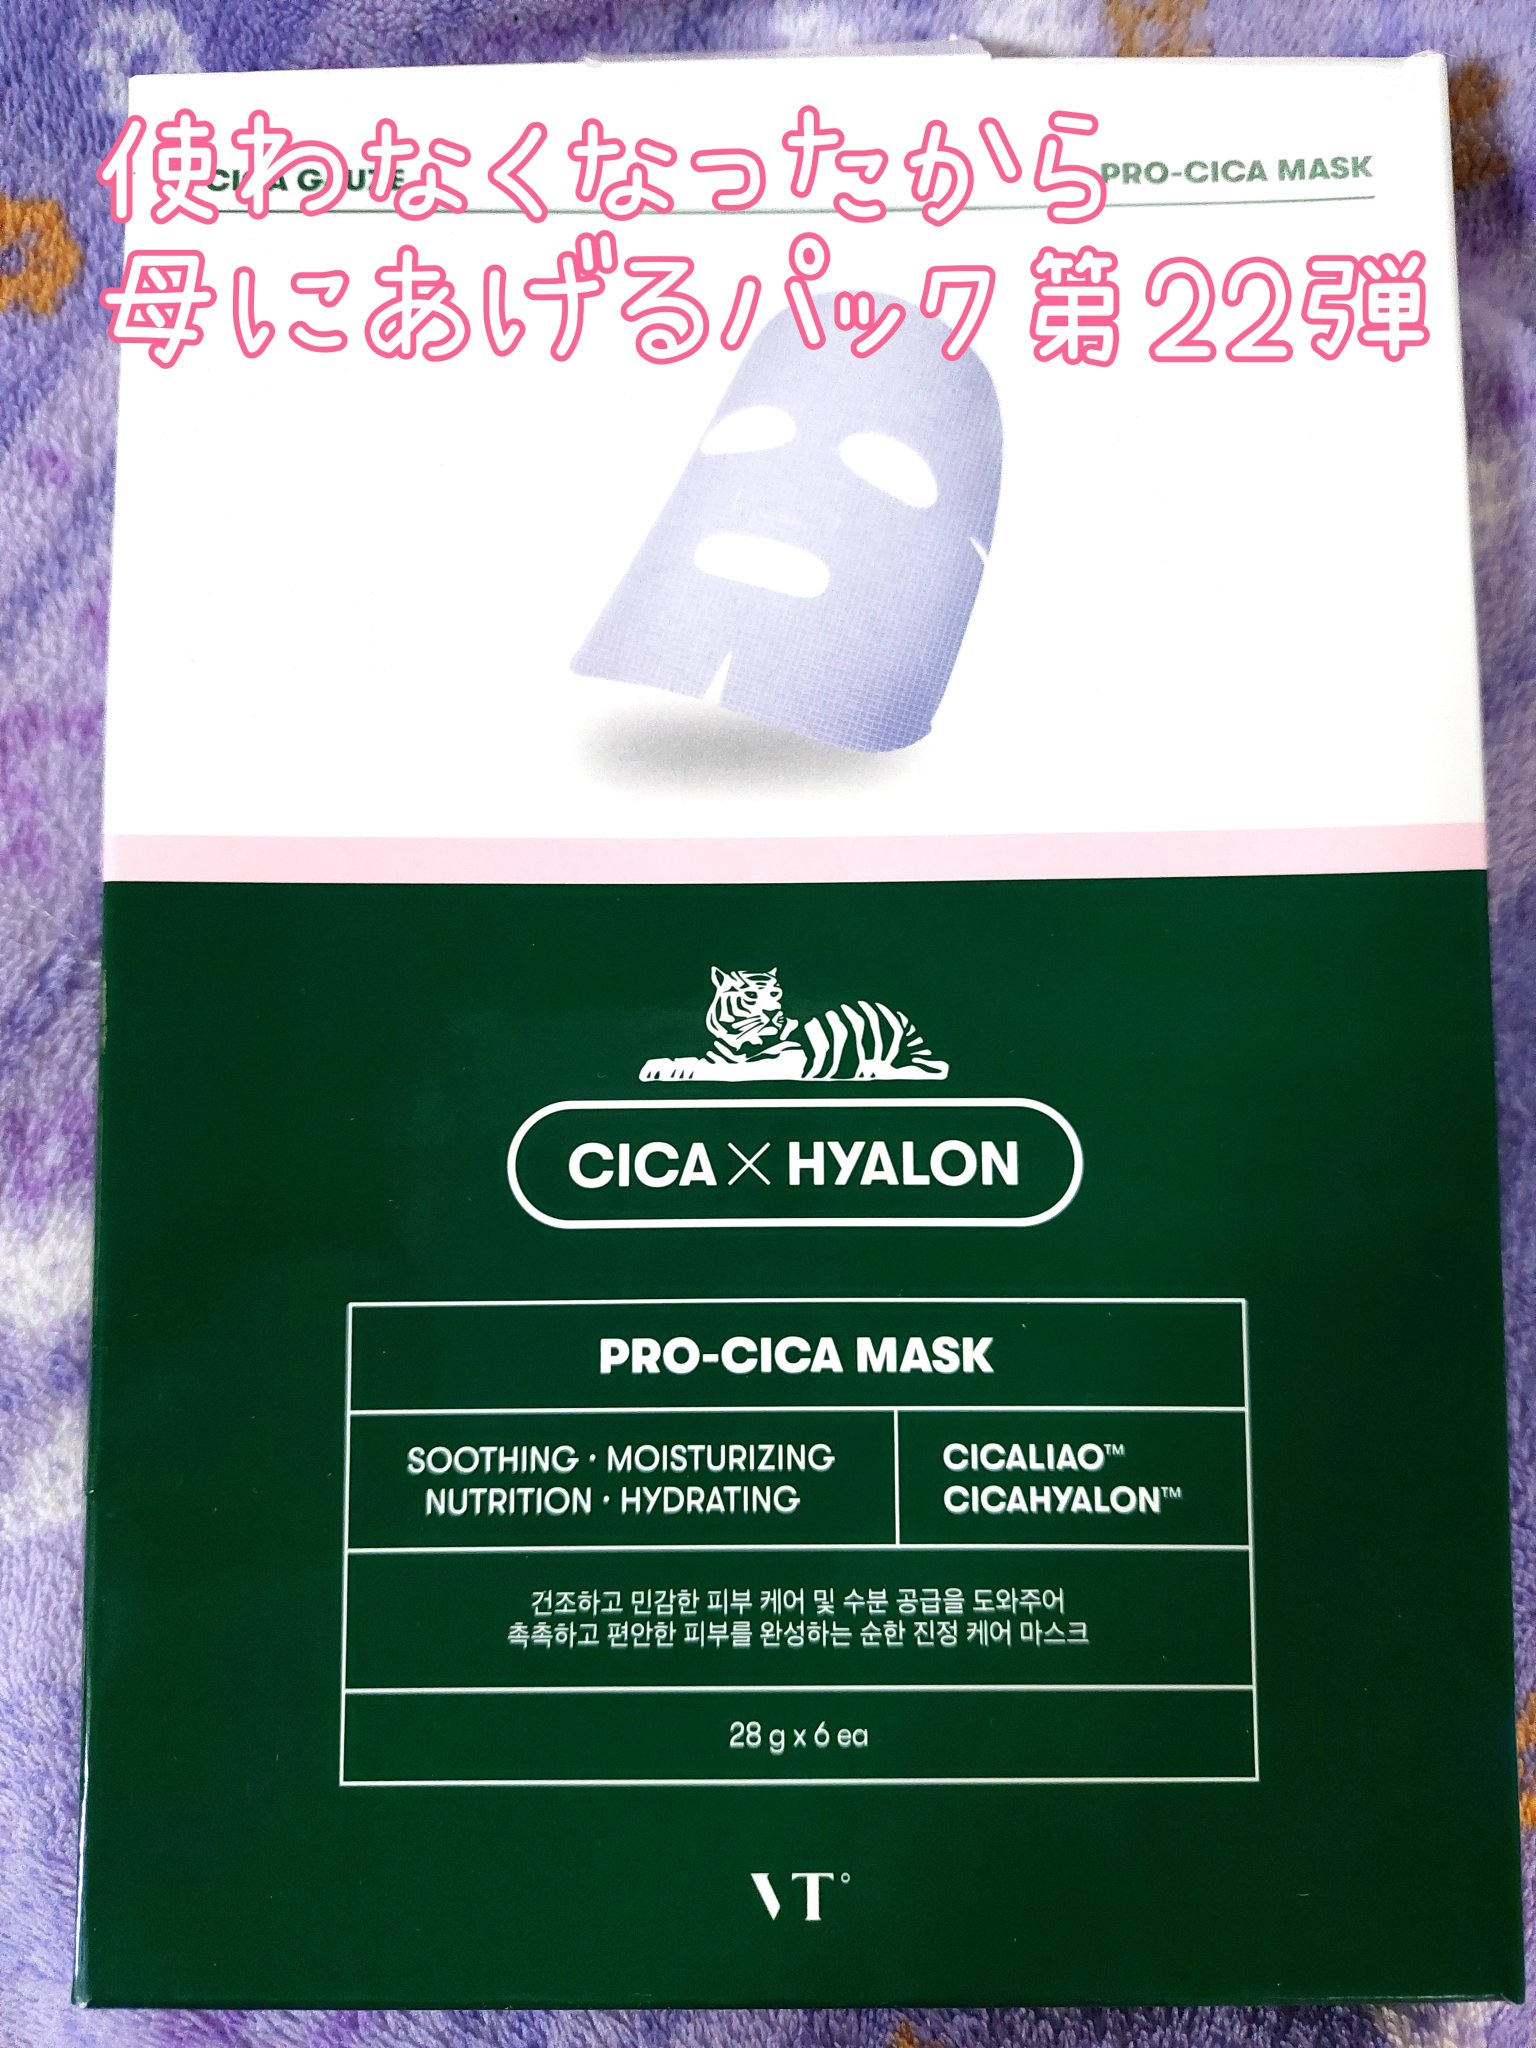 使わなくなったから
CICA GAUZE
PRO-CICA MASK
母にあげるパック第22弾
CICA×HYALON
PRO-CICA MASK
SOOTHING・MOISTURIZING
NUTRITION・HYDRATING
CICALIAO™
CICAHYALON™
건조하고 민감한 피부 케어 및 수분 공급을 도와주어
촉촉하고 편안한 피부를 완성하는 순한 진정 케어 마스크
28 g x 6 ea
VT°